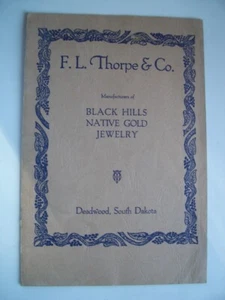 F. L. Thorpe & Co.
Manufacturers of
BLACK HILLS
NATIVE GOLD
JEWELRY
Deadwood, South Dakota